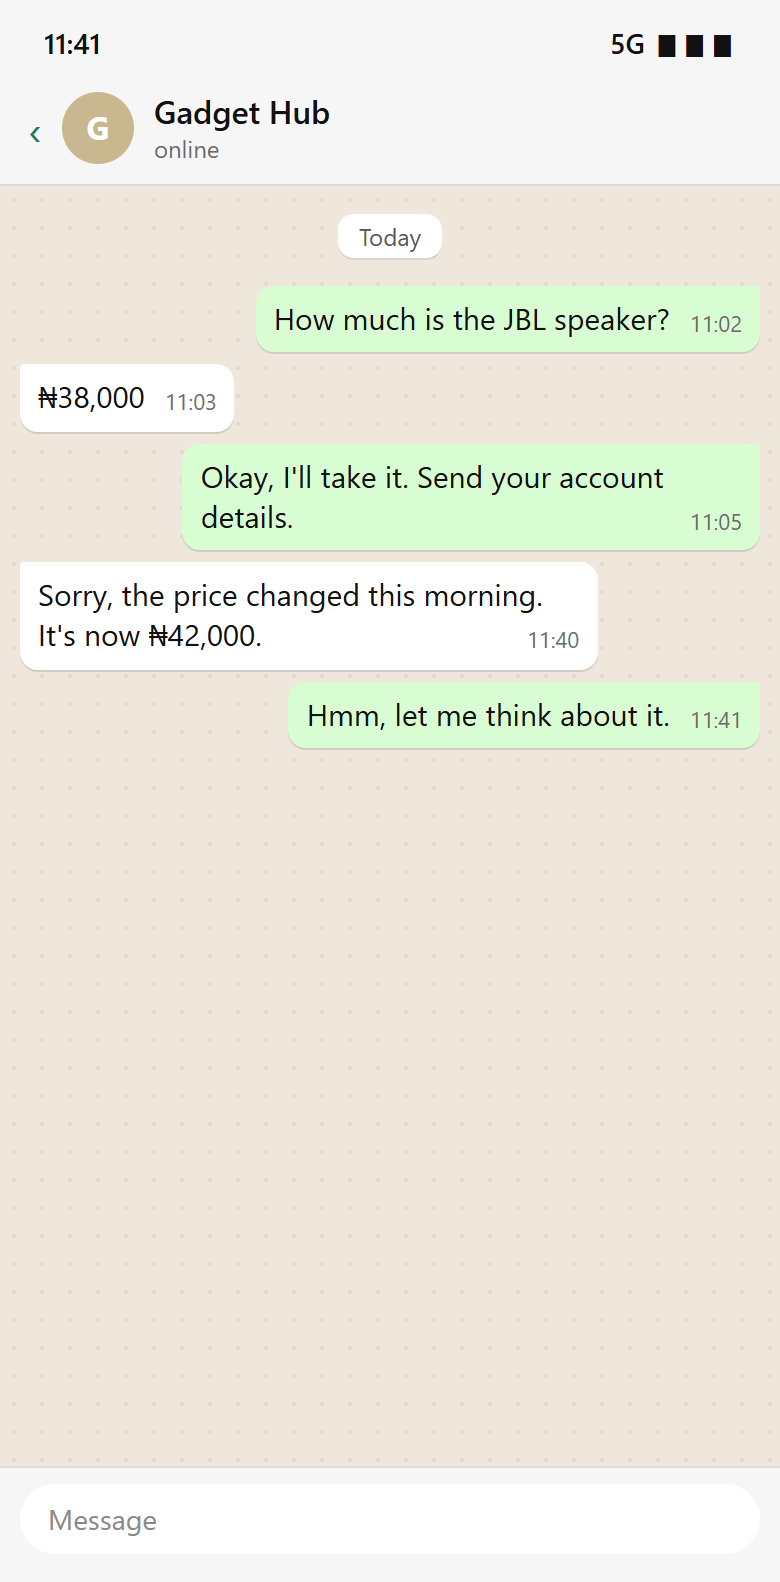 11:41 5G
G
Gadget Hub
online
Today
How much is the JBL speaker? 11:02
₦38,000 11:03
Okay, I'll take it. Send your account
details. 11:05
Sorry, the price changed this morning.
It's now ₦42,000. 11:40
Hmm, let me think about it. 11:41
Message